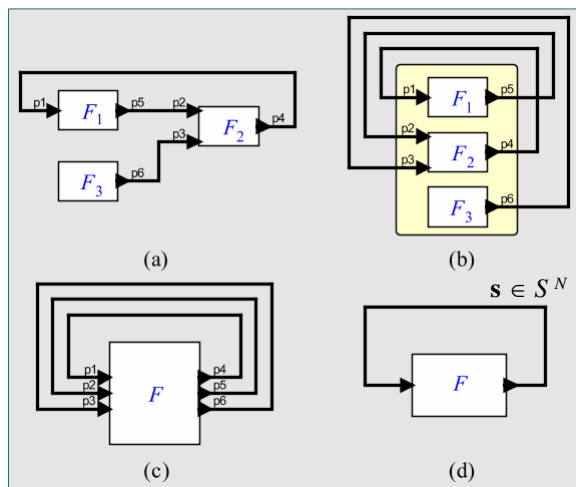 p1 F1 p5 p2 F2 p4
p3
F3 p6
(a)
p1 F1 p5
p2 F2 p4
p3
F3 p6
(b)
p1 p4
p2 F p5
p3 p6
(c)
s ∈ S^N
F
(d)